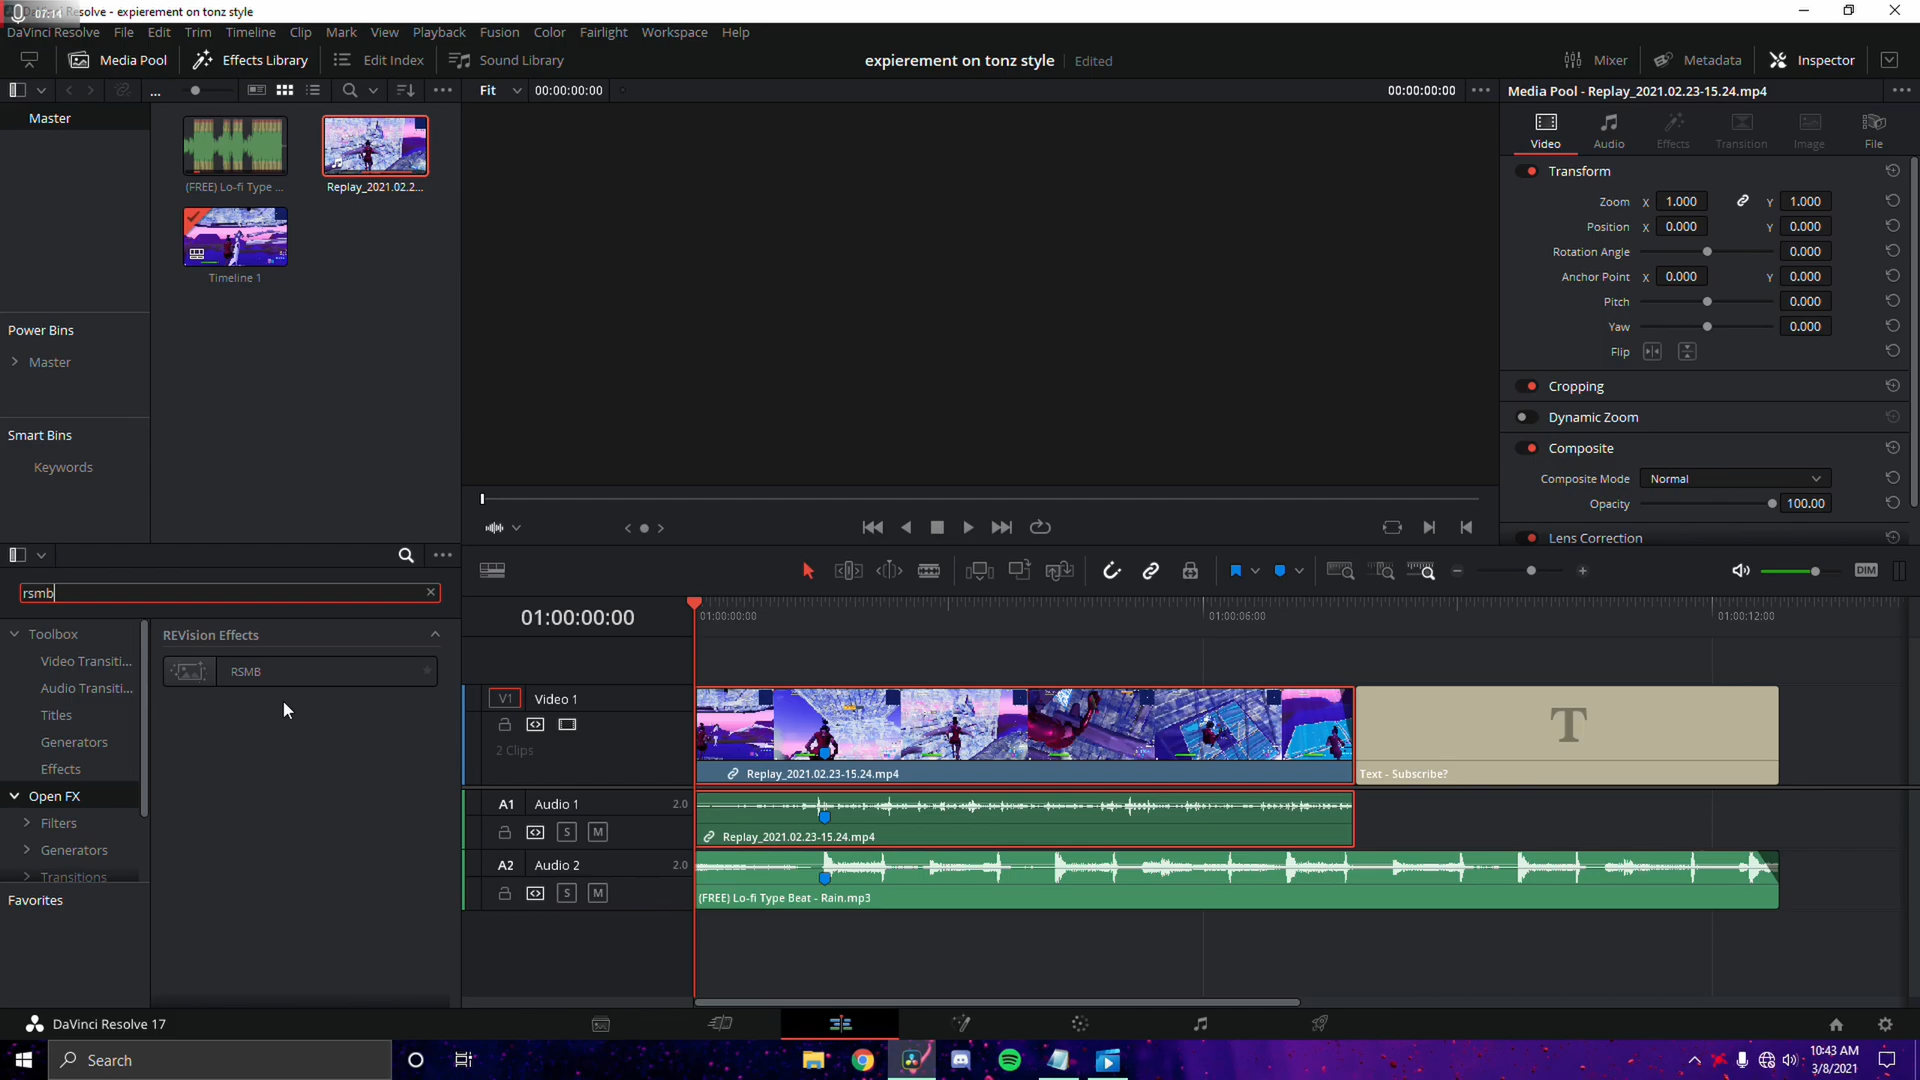 07:14
Resolve - expierement on tonz style
DaVinci Resolve File Edit Trim Timeline Clip Mark View Playback Fusion Color Fairlight Workspace Help
Media Pool Effects Library Edit Index Sound Library
expierement on tonz style Edited
Mixer Metadata Inspector
... Fit 00:00:00:00 00:00:00:00
Media Pool - Replay_2021.02.23-15.24.mp4
Master
(FREE) Lo-fi Type ...
Replay_2021.02.2...
Timeline 1
Power Bins
Master
Smart Bins
Keywords
Video Audio Effects Transition Image File
Transform
Zoom X 1.000 Y 1.000
Position X 0.000 Y 0.000
Rotation Angle 0.000
Anchor Point X 0.000 Y 0.000
Pitch 0.000
Yaw 0.000
Flip
Cropping
Dynamic Zoom
Composite
Composite Mode Normal
Opacity 100.00
Lens Correction
DIM
rsmb
Toolbox
Video Transiti...
Audio Transiti...
Titles
Generators
Effects
Open FX
Filters
Generators
Transitions
Favorites
REVision Effects
RSMB
01:00:00:00
01:00:00:00 01:00:06:00 01:00:12:00
V1 Video 1
2 Clips
Replay_2021.02.23-15.24.mp4
T
Text - Subscribe?
A1 Audio 1 2.0
S M
Replay_2021.02.23-15.24.mp4
A2 Audio 2 2.0
S M
(FREE) Lo-fi Type Beat - Rain.mp3
DaVinci Resolve 17
Search
10:43 AM
3/8/2021